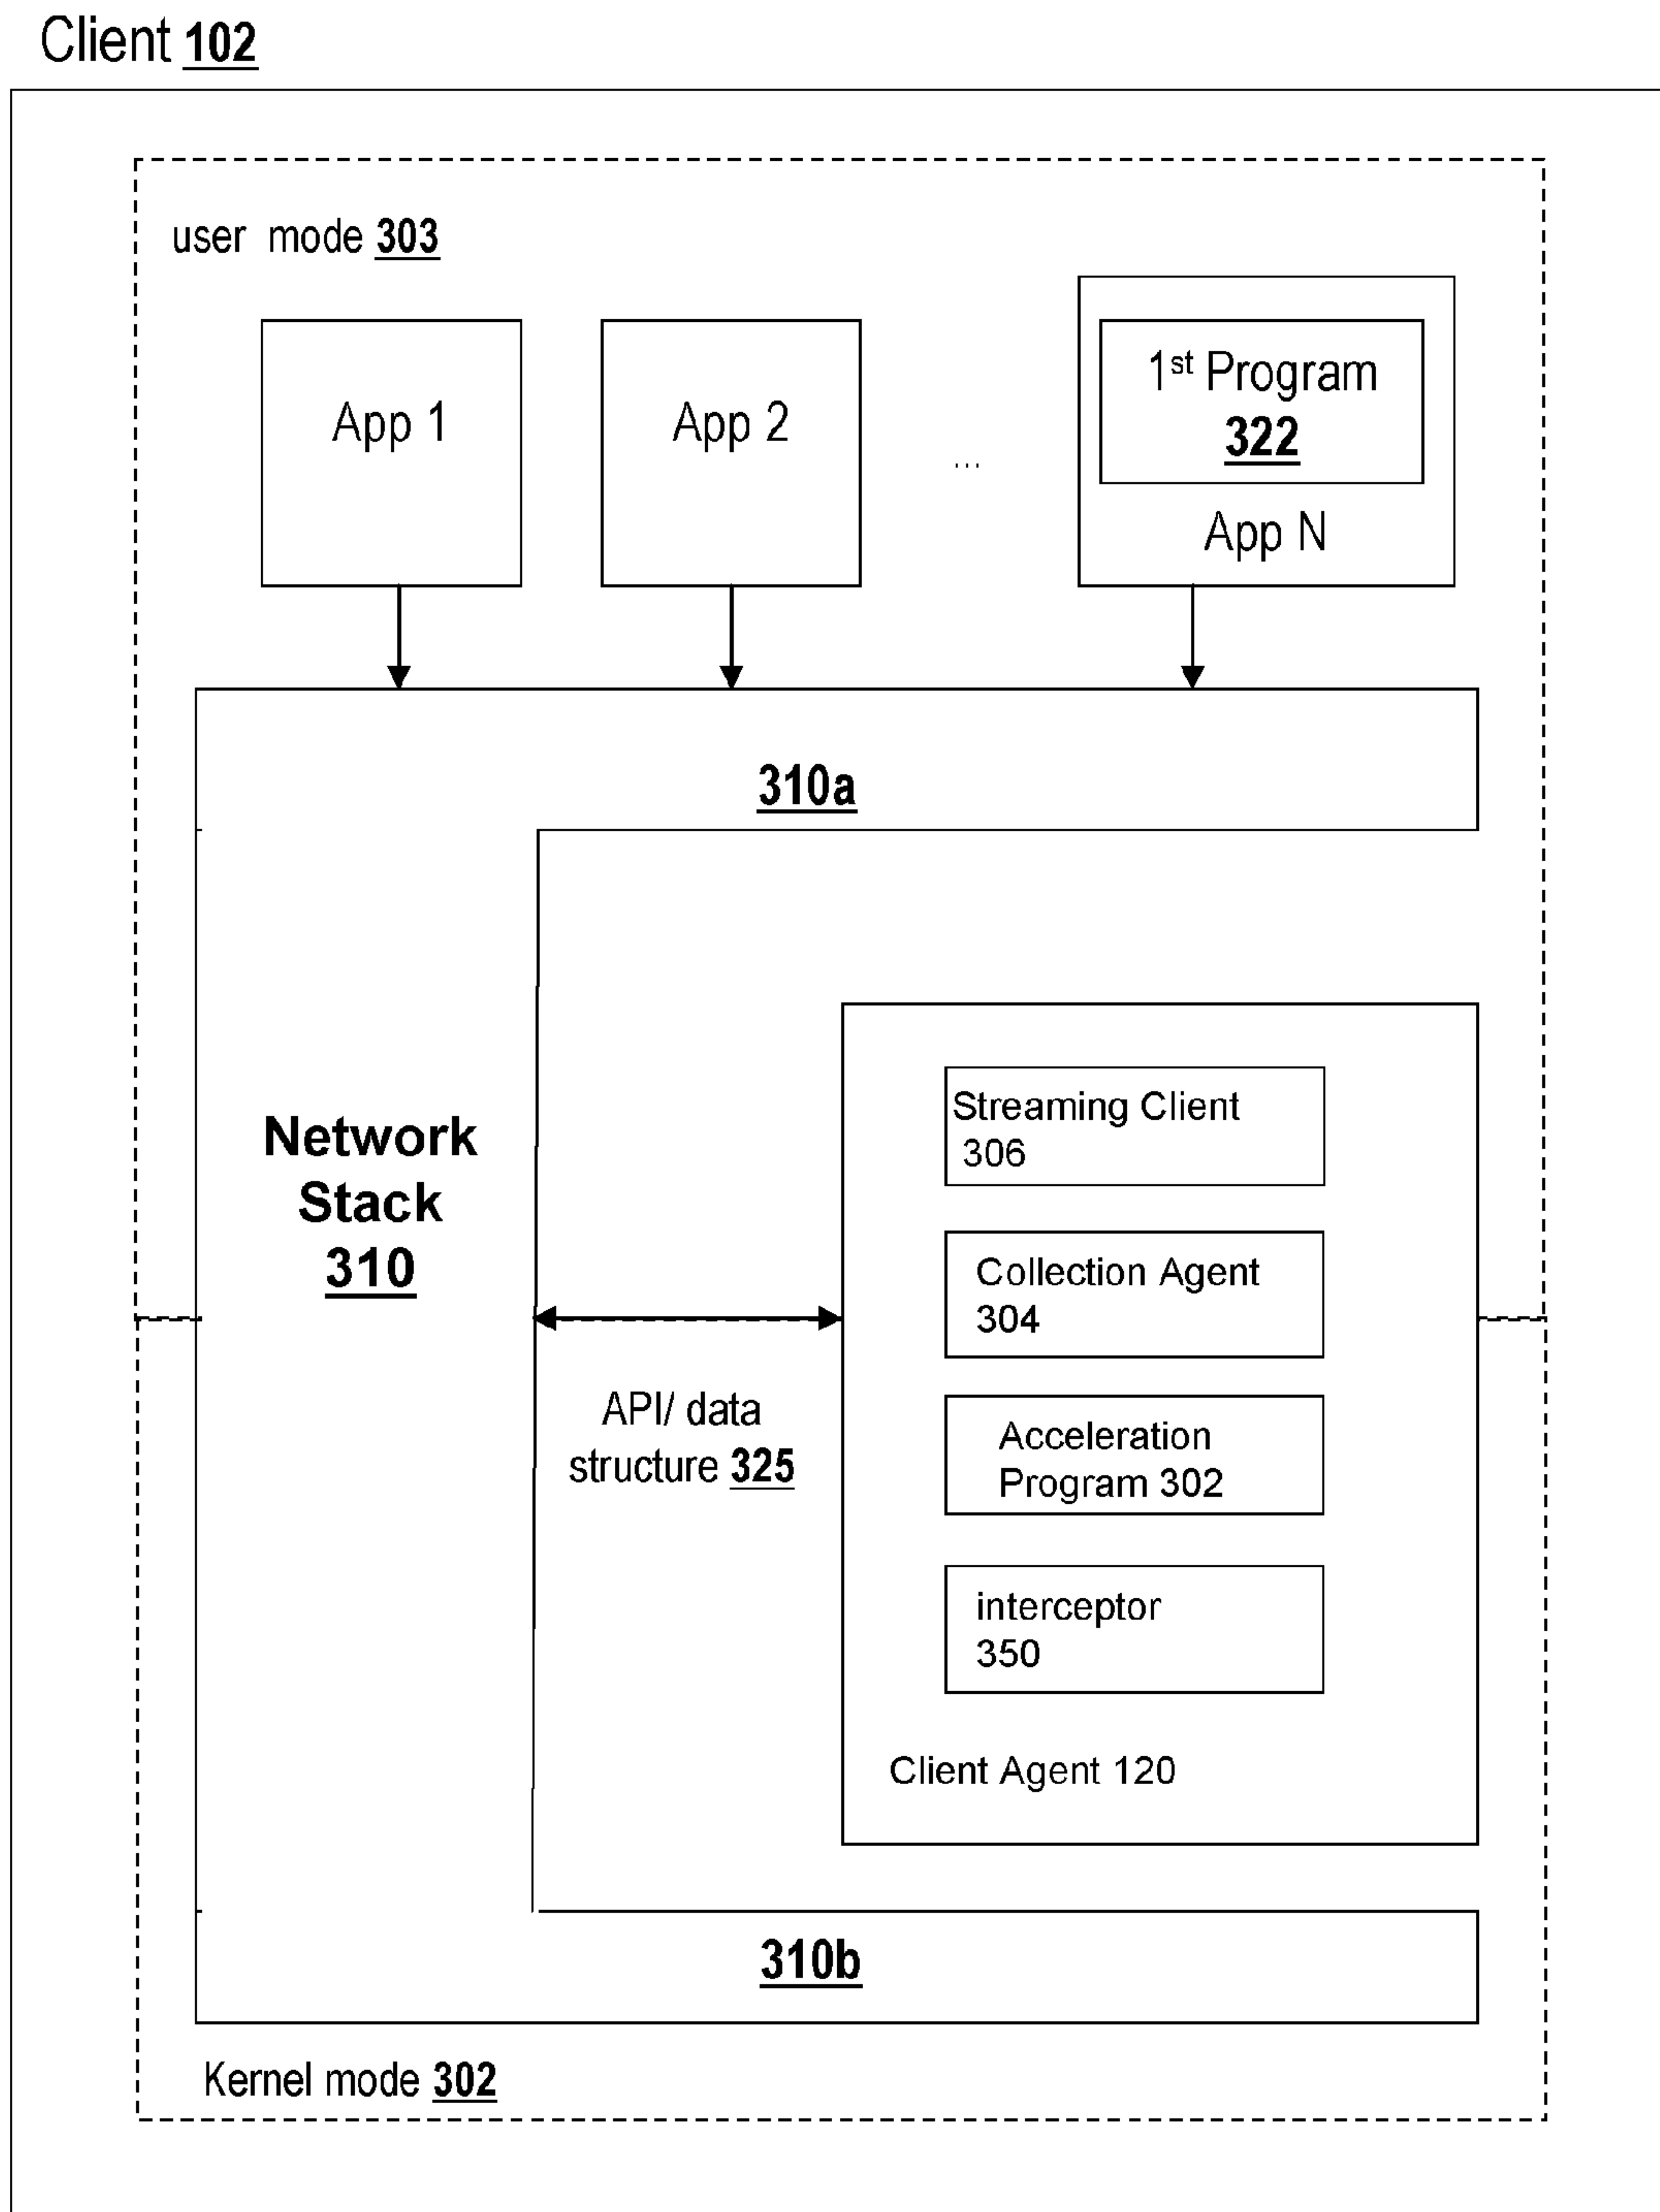 Client 102
user mode 303
App 1
App 2
...
1st Program
322
App N
310a
Network
Stack
310
API/ data
structure 325
Streaming Client
306
Collection Agent
304
Acceleration
Program 302
interceptor
350
Client Agent 120
310b
Kernel mode 302